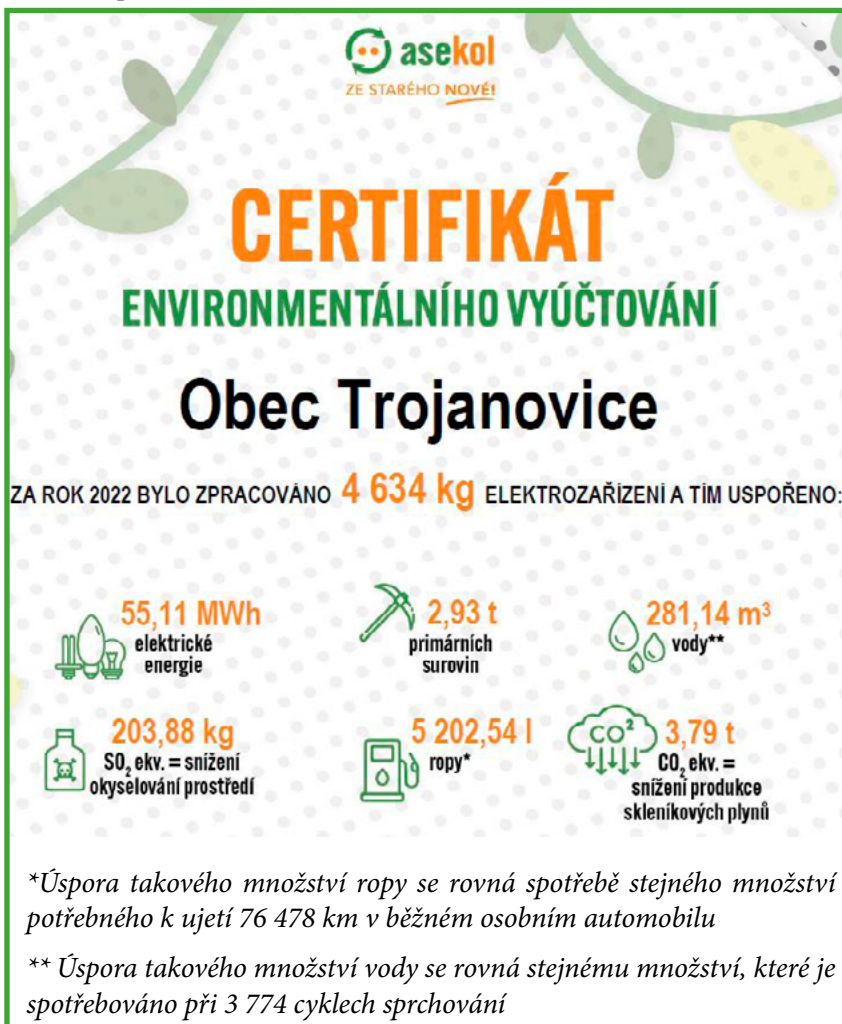 asekol
ZE STARÉHO NOVÉ!
CERTIFIKÁT
ENVIRONMENTÁLNÍHO VYÚČTOVÁNÍ
Obec Trojanovice
ZA ROK 2022 BYLO ZPRACOVÁNO 4 634 kg ELEKTROZAŘÍZENÍ A TÍM USPOŘENO:
55,11 MWh
elektrické
energie
2,93 t
primárních
surovin
281,14 m³
vody**
203,88 kg
SO₂ ekv. = snížení
okyselování prostředí
5 202,54 l
ropy*
CO²
3,79 t
CO₂ ekv. =
snížení produkce
skleníkových plynů
*Úspora takového množství ropy se rovná spotřebě stejného množství
potřebného k ujetí 76 478 km v běžném osobním automobilu
** Úspora takového množství vody se rovná stejnému množství, které je
spotřebováno při 3 774 cyklech sprchování